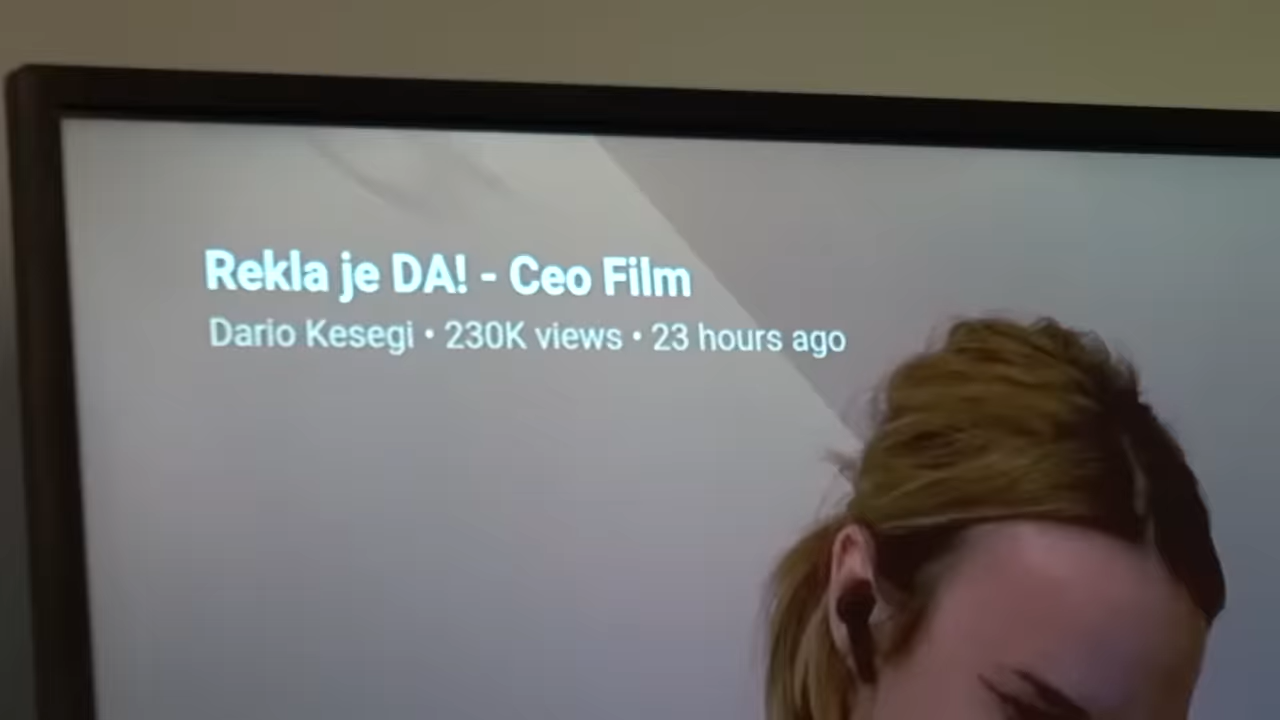 Rekla je DA! - Ceo Film
Dario Kesegi • 230K views • 23 hours ago